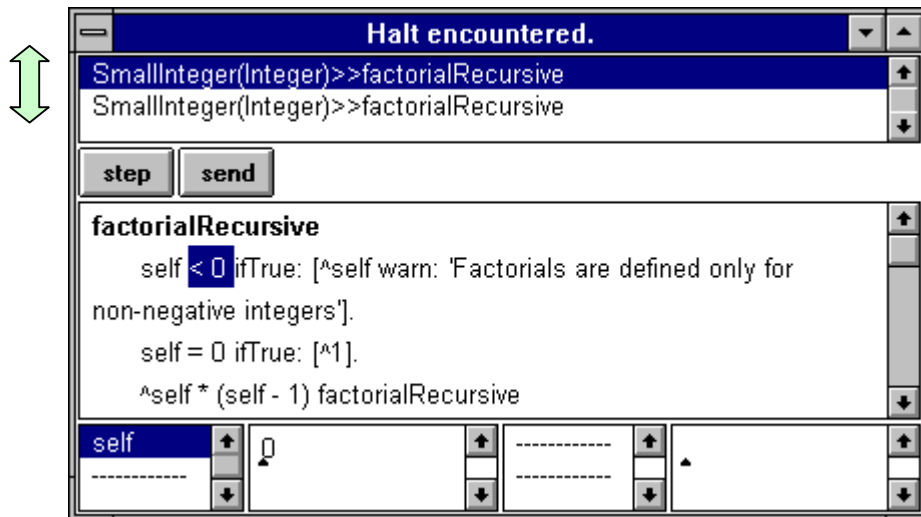 Halt encountered.
SmallInteger(Integer)>>factorialRecursive
SmallInteger(Integer)>>factorialRecursive
step send
factorialRecursive
self < 0 ifTrue: [^self warn: 'Factorials are defined only for
non-negative integers'].
self = 0 ifTrue: [^1].
^self * (self - 1) factorialRecursive
self 0 ------------
------------ ------------